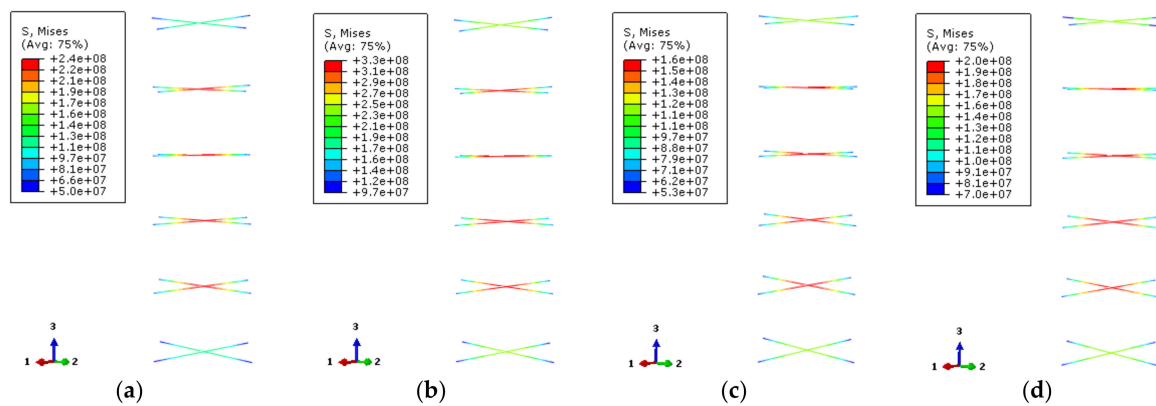 S, Mises
(Avg: 75%)
+2.4e+08
+2.2e+08
+2.1e+08
+1.9e+08
+1.7e+08
+1.6e+08
+1.4e+08
+1.3e+08
+1.1e+08
+9.7e+07
+8.1e+07
+6.6e+07
+5.0e+07
3
1
2
(a)
S, Mises
(Avg: 75%)
+3.3e+08
+3.1e+08
+2.9e+08
+2.7e+08
+2.5e+08
+2.3e+08
+2.1e+08
+1.9e+08
+1.7e+08
+1.6e+08
+1.4e+08
+1.2e+08
+9.7e+07
3
1
2
(b)
S, Mises
(Avg: 75%)
+1.6e+08
+1.5e+08
+1.4e+08
+1.3e+08
+1.2e+08
+1.1e+08
+1.1e+08
+9.7e+07
+8.8e+07
+7.9e+07
+7.1e+07
+6.2e+07
+5.3e+07
3
1
2
(c)
S, Mises
(Avg: 75%)
+2.0e+08
+1.9e+08
+1.8e+08
+1.7e+08
+1.6e+08
+1.4e+08
+1.3e+08
+1.2e+08
+1.1e+08
+1.0e+08
+9.1e+07
+8.1e+07
+7.0e+07
3
1
2
(d)